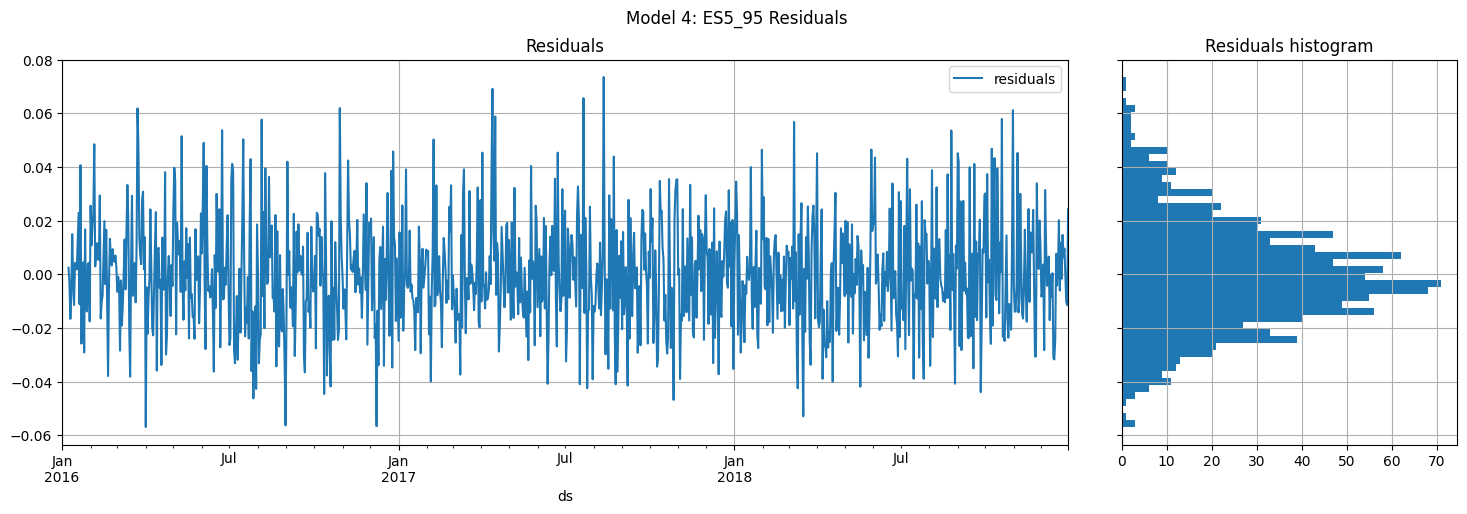 Model 4: ES5_95 Residuals
Residuals
Residuals histogram
residuals
0.08
0.06
0.04
0.02
0.00
−0.02
−0.04
−0.06
Jan
2016
Jul
Jan
2017
Jul
Jan
2018
Jul
ds
0 10 20 30 40 50 60 70